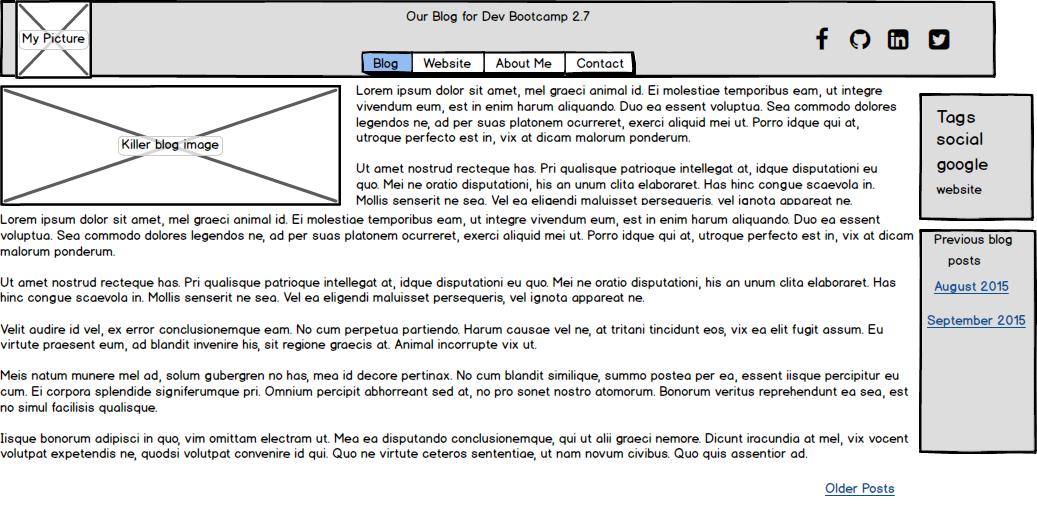 Our Blog for Dev Bootcamp 2.7
My Picture
Blog Website About Me Contact
Killer blog image
Lorem ipsum dolor sit amet, mel graeci animal id. Ei molestiae temporibus eam, ut integre
vivendum eum, est in enim harum aliquando. Duo ea essent voluptua. Sea commodo dolores
legendos ne, ad per suas platonem ocurreret, exerci aliquid mei ut. Porro idque qui at,
utroque perfecto est in, vix at dicam malorum ponderum.
Ut amet nostrud recteque has. Pri qualisque patrioque intellegat at, idque disputationi eu
quo. Mei ne oratio disputationi, his an unum clita elaboraret. Has hinc congue scaevola in.
Mollis senserit ne sea. Vel ea eligendi maluisset persequeris, vel ignota appareat ne.
Lorem ipsum dolor sit amet, mel graeci animal id. Ei molestiae temporibus eam, ut integre vivendum eum, est in enim harum aliquando. Duo ea essent
voluptua. Sea commodo dolores legendos ne, ad per suas platonem ocurreret, exerci aliquid mei ut. Porro idque qui at, utroque perfecto est in, vix at dicam
malorum ponderum.
Ut amet nostrud recteque has. Pri qualisque patrioque intellegat at, idque disputationi eu quo. Mei ne oratio disputationi, his an unum clita elaboraret. Has
hinc congue scaevola in. Mollis senserit ne sea. Vel ea eligendi maluisset persequeris, vel ignota appareat ne.
Velit audire id vel, ex error conclusionemque eam. No cum perpetua partiendo. Harum causae vel ne, at tritani tincidunt eos, vix ea elit fugit assum. Eu
virtute praesent eum, ad blandit invenire his, sit regione graecis at. Animal incorrupte vix ut.
Meis natum munere mel ad, solum gubergren no has, mea id decore pertinax. No cum blandit similique, summo postea per ea, essent iisque percipitur eu
cum. Ei corpora splendide signiferumque pri. Omnium percipit abhorreant sed at, no pro sonet nostro atomorum. Bonorum veritus reprehendunt ea sea, est
no simul facilisis qualisque.
Iisque bonorum adipisci in quo, vim omittam electram ut. Mea ea disputando conclusionemque, qui ut alii graeci nemore. Dicunt iracundia at mel, vix vocent
volutpat expetendis ne, quodsi volutpat convenire id qui. Quo ne virtute ceteros sententiae, ut nam novum civibus. Quo quis assentior ad.
Older Posts
Tags
social
google
website
Previous blog
posts
August 2015
September 2015